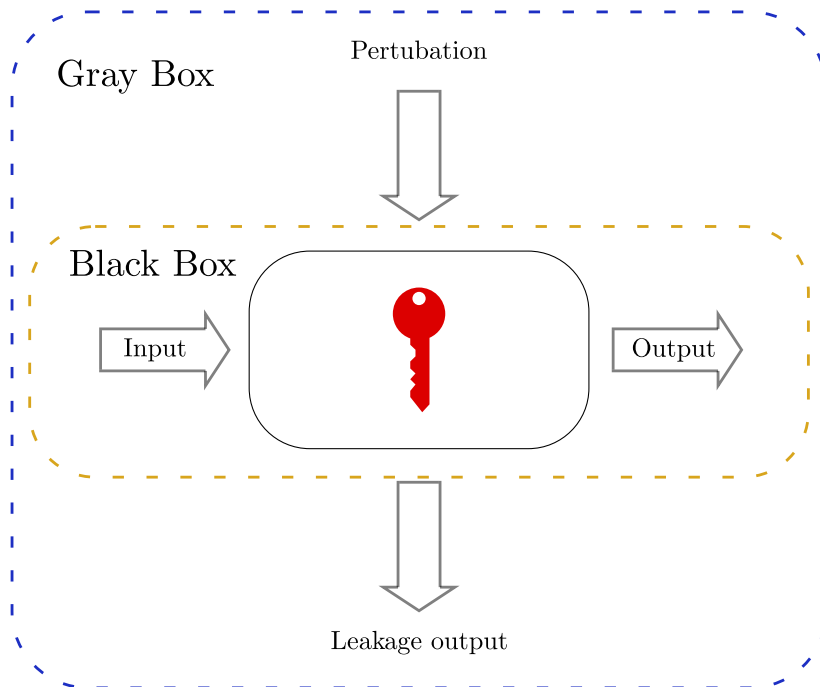 Pertubation
Gray Box
Black Box
Input
Output
Leakage output